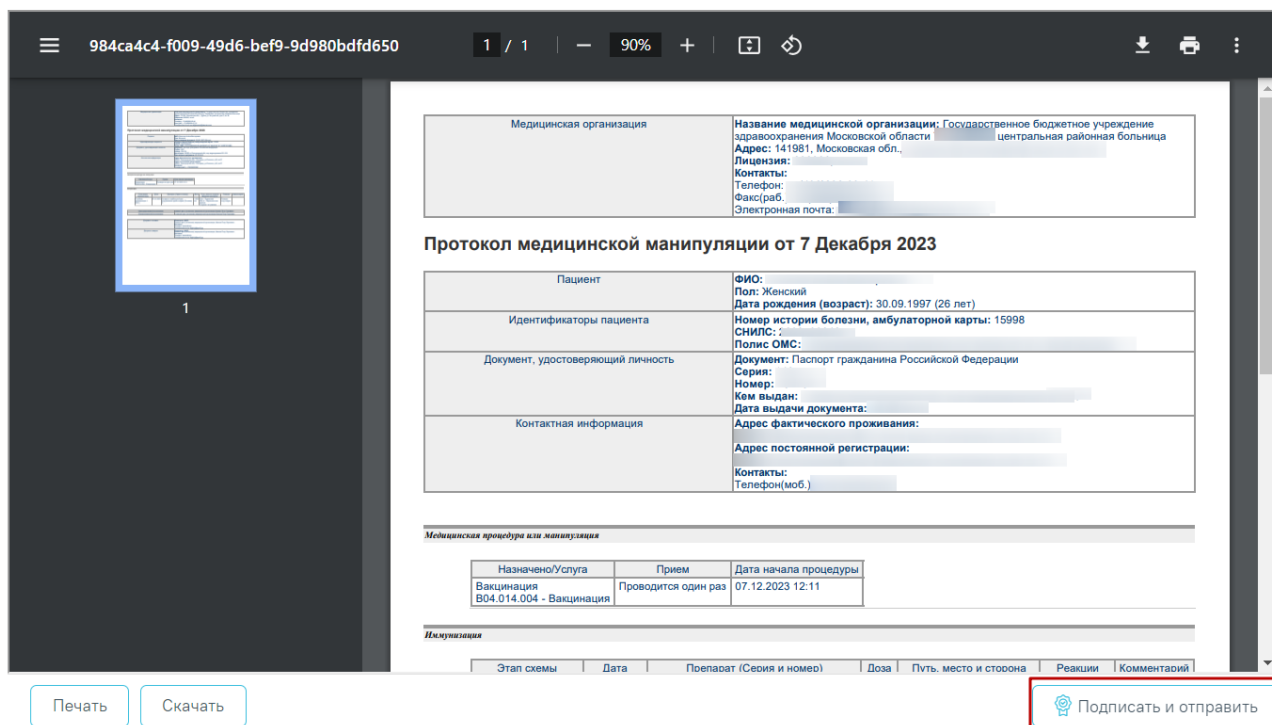 984ca4c4-f009-49d6-bef9-9d980bdfd650 1 / 1 90%
1
Медицинская организация
Название медицинской организации: Государственное бюджетное учреждение
здравоохранения Московской области центральная районная больница
Адрес: 141981, Московская обл.,
Лицензия:
Контакты:
Телефон:
Факс(раб.
Электронная почта:
Протокол медицинской манипуляции от 7 Декабря 2023
Пациент
ФИО:
Пол: Женский
Дата рождения (возраст): 30.09.1997 (26 лет)
Идентификаторы пациента
Номер истории болезни, амбулаторной карты: 15998
СНИЛС:
Полис ОМС:
Документ, удостоверяющий личность
Документ: Паспорт гражданина Российской Федерации
Серия:
Номер:
Кем выдан:
Дата выдачи документа:
Контактная информация
Адрес фактического проживания:
Адрес постоянной регистрации:
Контакты:
Телефон(моб.)
Медицинская процедура или манипуляция
Назначено/Услуга Прием Дата начала процедуры
Вакцинация Проводится один раз 07.12.2023 12:11
B04.014.004 - Вакцинация
Иммунизация
Этап схемы Дата Препарат (Серия и номер) Доза Путь, место и сторона Реакции Комментарий
Печать Скачать Подписать и отправить